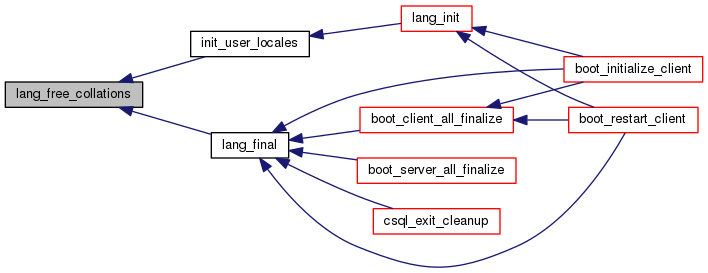 lang_init
init_user_locales
boot_initialize_client
lang_free_collations
boot_client_all_finalize
boot_restart_client
lang_final
boot_server_all_finalize
csql_exit_cleanup